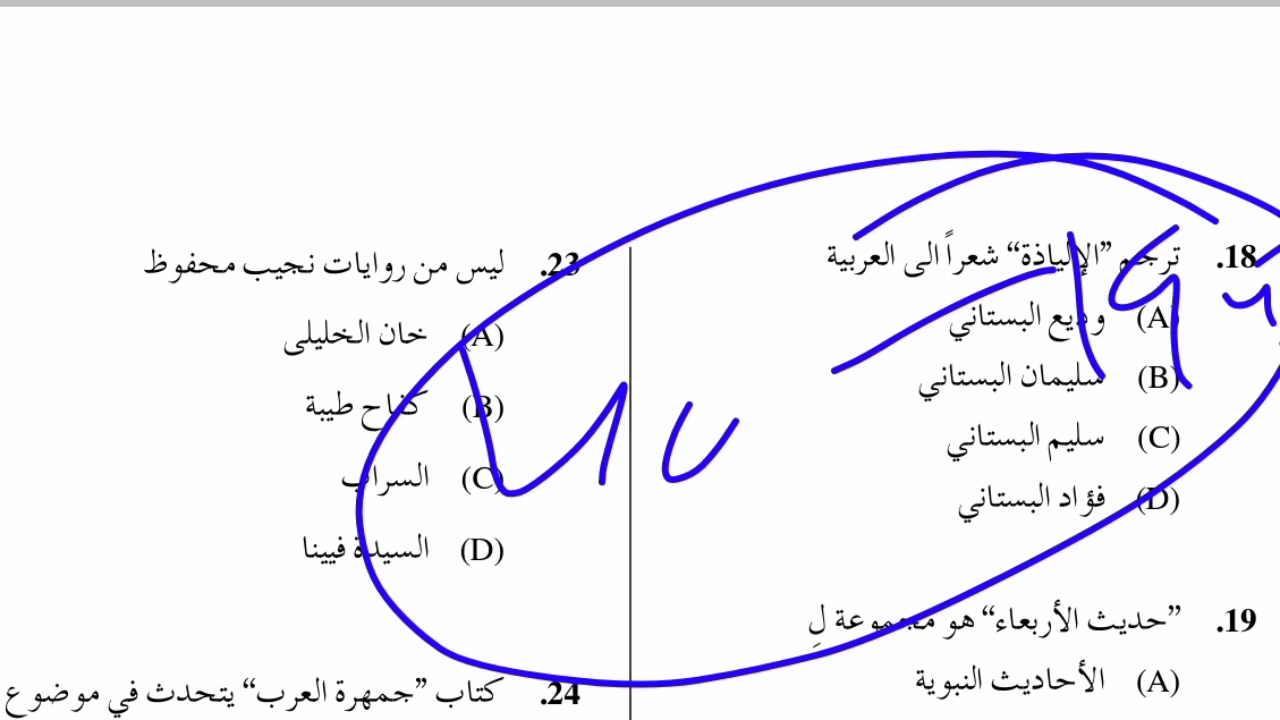 18. ترجم ”الإلياذة“ شعراً الى العربية
(A) وديع البستاني
(B) سليمان البستاني
(C) سليم البستاني
(D) فؤاد البستاني
19. ”حديث الأربعاء“ هو مجموعة لِ
(A) الأحاديث النبوية
23. ليس من روايات نجيب محفوظ
(A) خان الخليلى
(B) كفاح طيبة
(C) السراب
(D) السيدة فيينا
24. كتاب ”جمهرة العرب“ يتحدث في موضوع